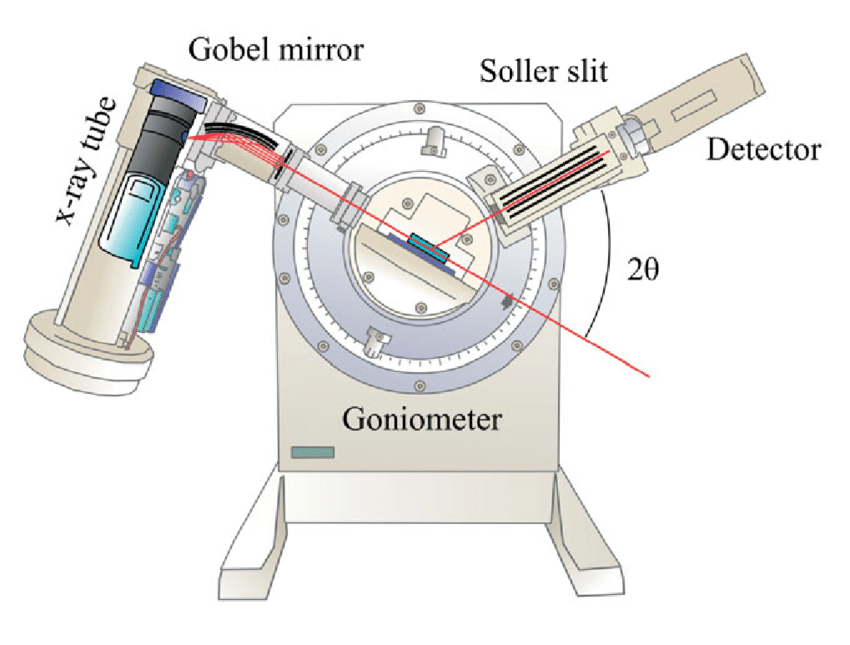 Gobel mirror
Soller slit
x-ray tube
Detector
2θ
Goniometer